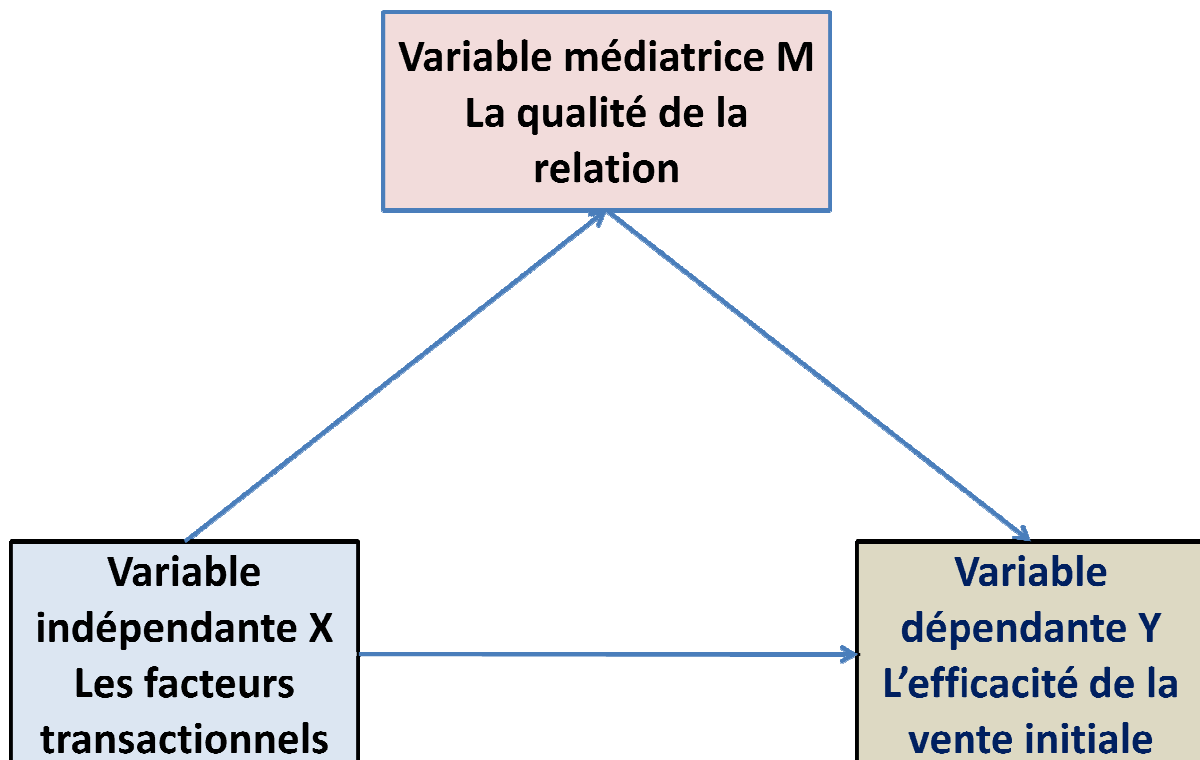 Variable médiatrice M
La qualité de la
relation
Variable
indépendante X
Les facteurs
transactionnels
Variable
dépendante Y
L’efficacité de la
vente initiale